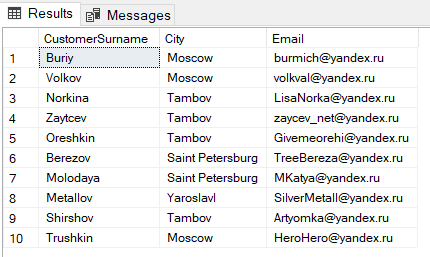 Results Messages
CustomerSurname City Email
1 Buriy Moscow burmich@yandex.ru
2 Volkov Moscow volkval@yandex.ru
3 Norkina Tambov LisaNorka@yandex.ru
4 Zaytcev Tambov zaycev_net@yandex.ru
5 Oreshkin Tambov Givemeorehi@yandex.ru
6 Berezov Saint Petersburg TreeBereza@yandex.ru
7 Molodaya Saint Petersburg MKatya@yandex.ru
8 Metallov Yaroslavl SilverMetall@yandex.ru
9 Shirshov Tambov Artyomka@yandex.ru
10 Trushkin Moscow HeroHero@yandex.ru